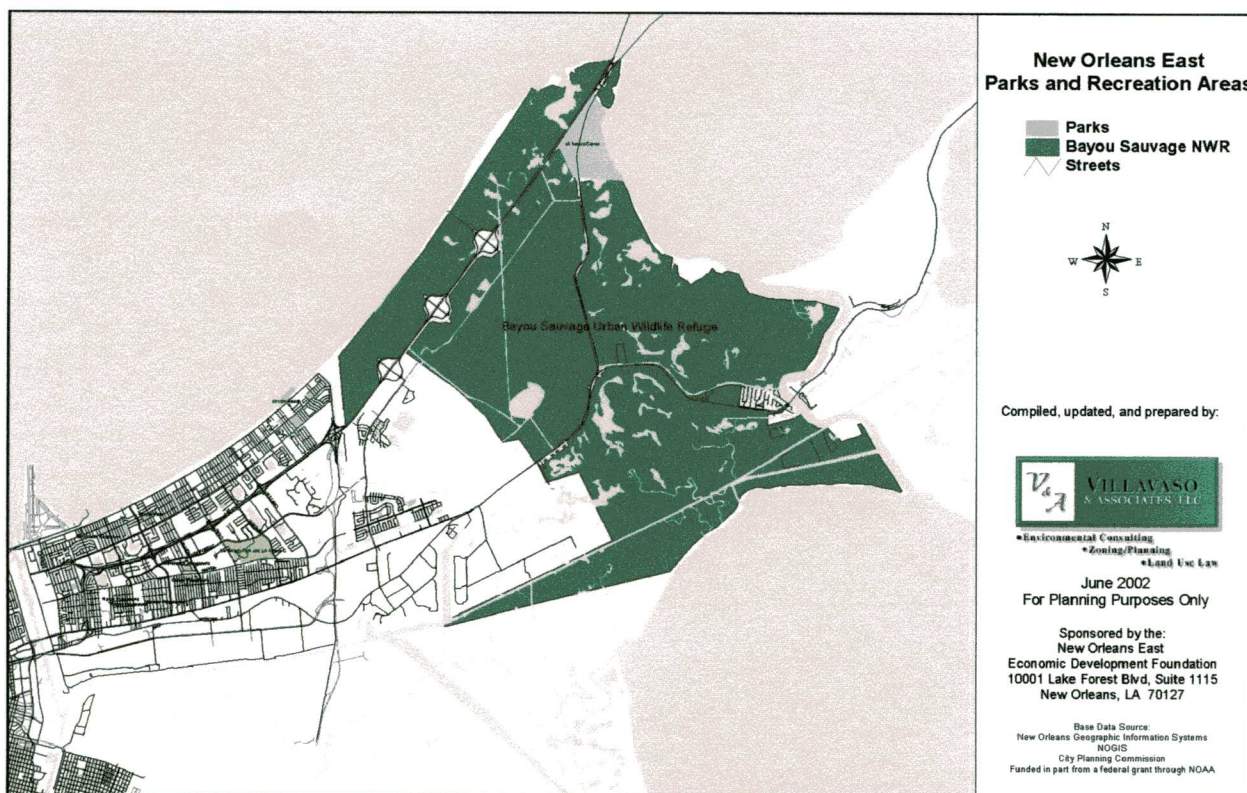 New Orleans East
Parks and Recreation Areas
Parks
Bayou Sauvage NWR
Streets
N
W E
S
Bayou Sauvage Urban Wildlife Refuge
Compiled, updated, and prepared by:
V & A
VILLAVASO
& ASSOCIATES, LLC
•Environmental Consulting
•Zoning/Planning
•Land Use Law
June 2002
For Planning Purposes Only
Sponsored by the:
New Orleans East
Economic Development Foundation
10001 Lake Forest Blvd, Suite 1115
New Orleans, LA 70127
Base Data Source:
New Orleans Geographic Information Systems
NOGIS
City Planning Commission
Funded in part from a federal grant through NOAA